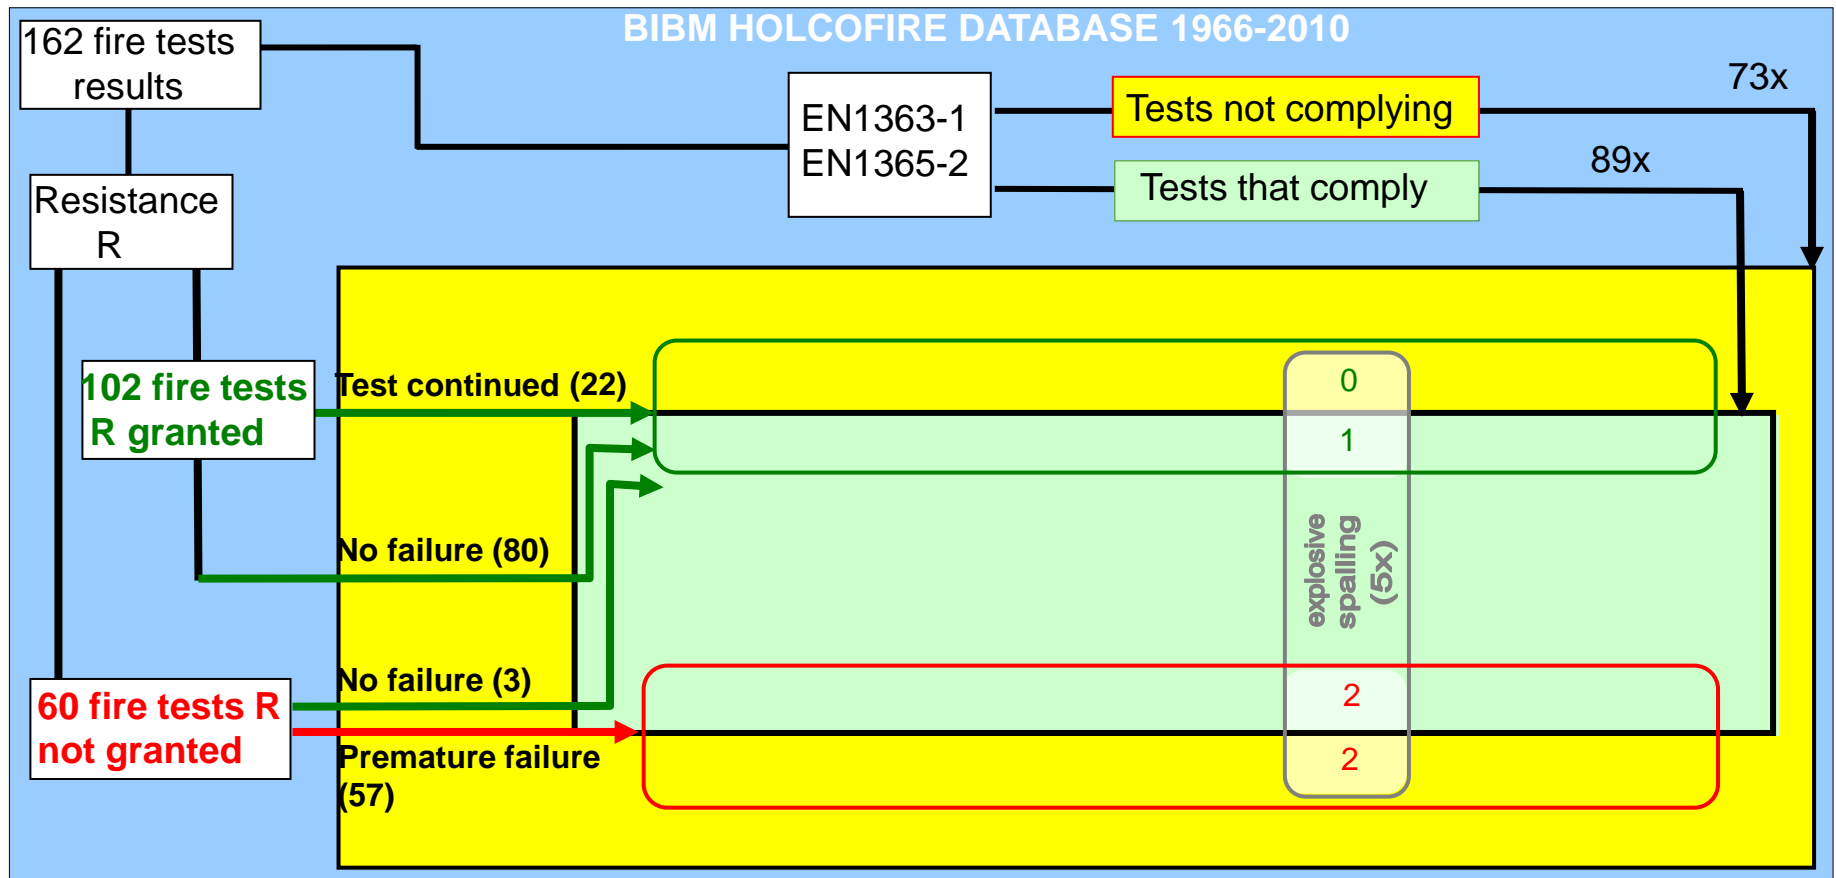 BIBM HOLCOFIRE DATABASE 1966-2010
162 fire tests
results
73x
EN1363-1
EN1365-2
Tests not complying
89x
Tests that comply
Resistance
R
102 fire tests
R granted
Test continued (22)
0
1
No failure (80)
explosive
spalling
(5x)
No failure (3)
60 fire tests R
not granted
2
Premature failure
(57)
2